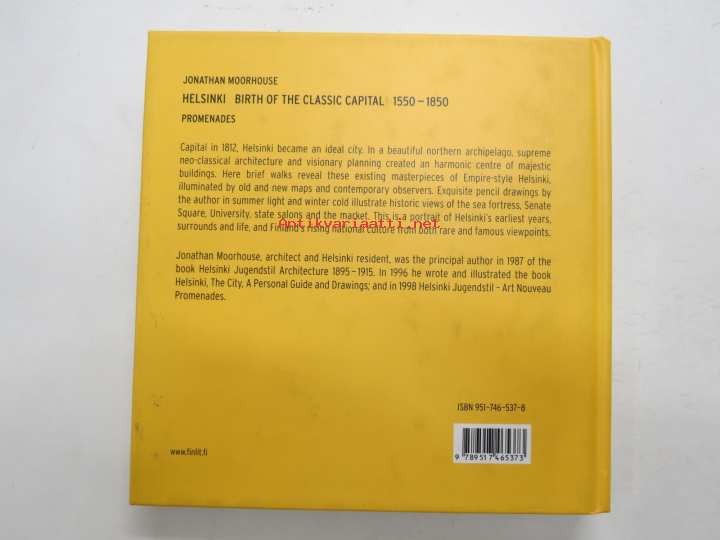 JONATHAN MOORHOUSE
HELSINKI BIRTH OF THE CLASSIC CAPITAL | 1550–1850
PROMENADES
Capital in 1812, Helsinki became an ideal city. In a beautiful northern archipelago, supreme
neo-classical architecture and visionary planning created an harmonic centre of majestic
buildings. Here brief walks reveal these existing masterpieces of Empire-style Helsinki,
illuminated by old and new maps and contemporary observers. Exquisite pencil drawings by
the author in summer light and winter cold illustrate historic views of the sea fortress, Senate
Square, University, state salons and the market. This is a portrait of Helsinki's earliest years,
Antikvariaatti.net
surrounds and life, and Finland's rising national culture from both rare and famous viewpoints.
Jonathan Moorhouse, architect and Helsinki resident, was the principal author in 1987 of the
book Helsinki Jugendstil Architecture 1895–1915. In 1996 he wrote and illustrated the book
Helsinki, The City, A Personal Guide and Drawings; and in 1998 Helsinki Jugendstil – Art Nouveau
Promenades.
ISBN 951-746-537-8
www.finlit.fi
9 789517 465373